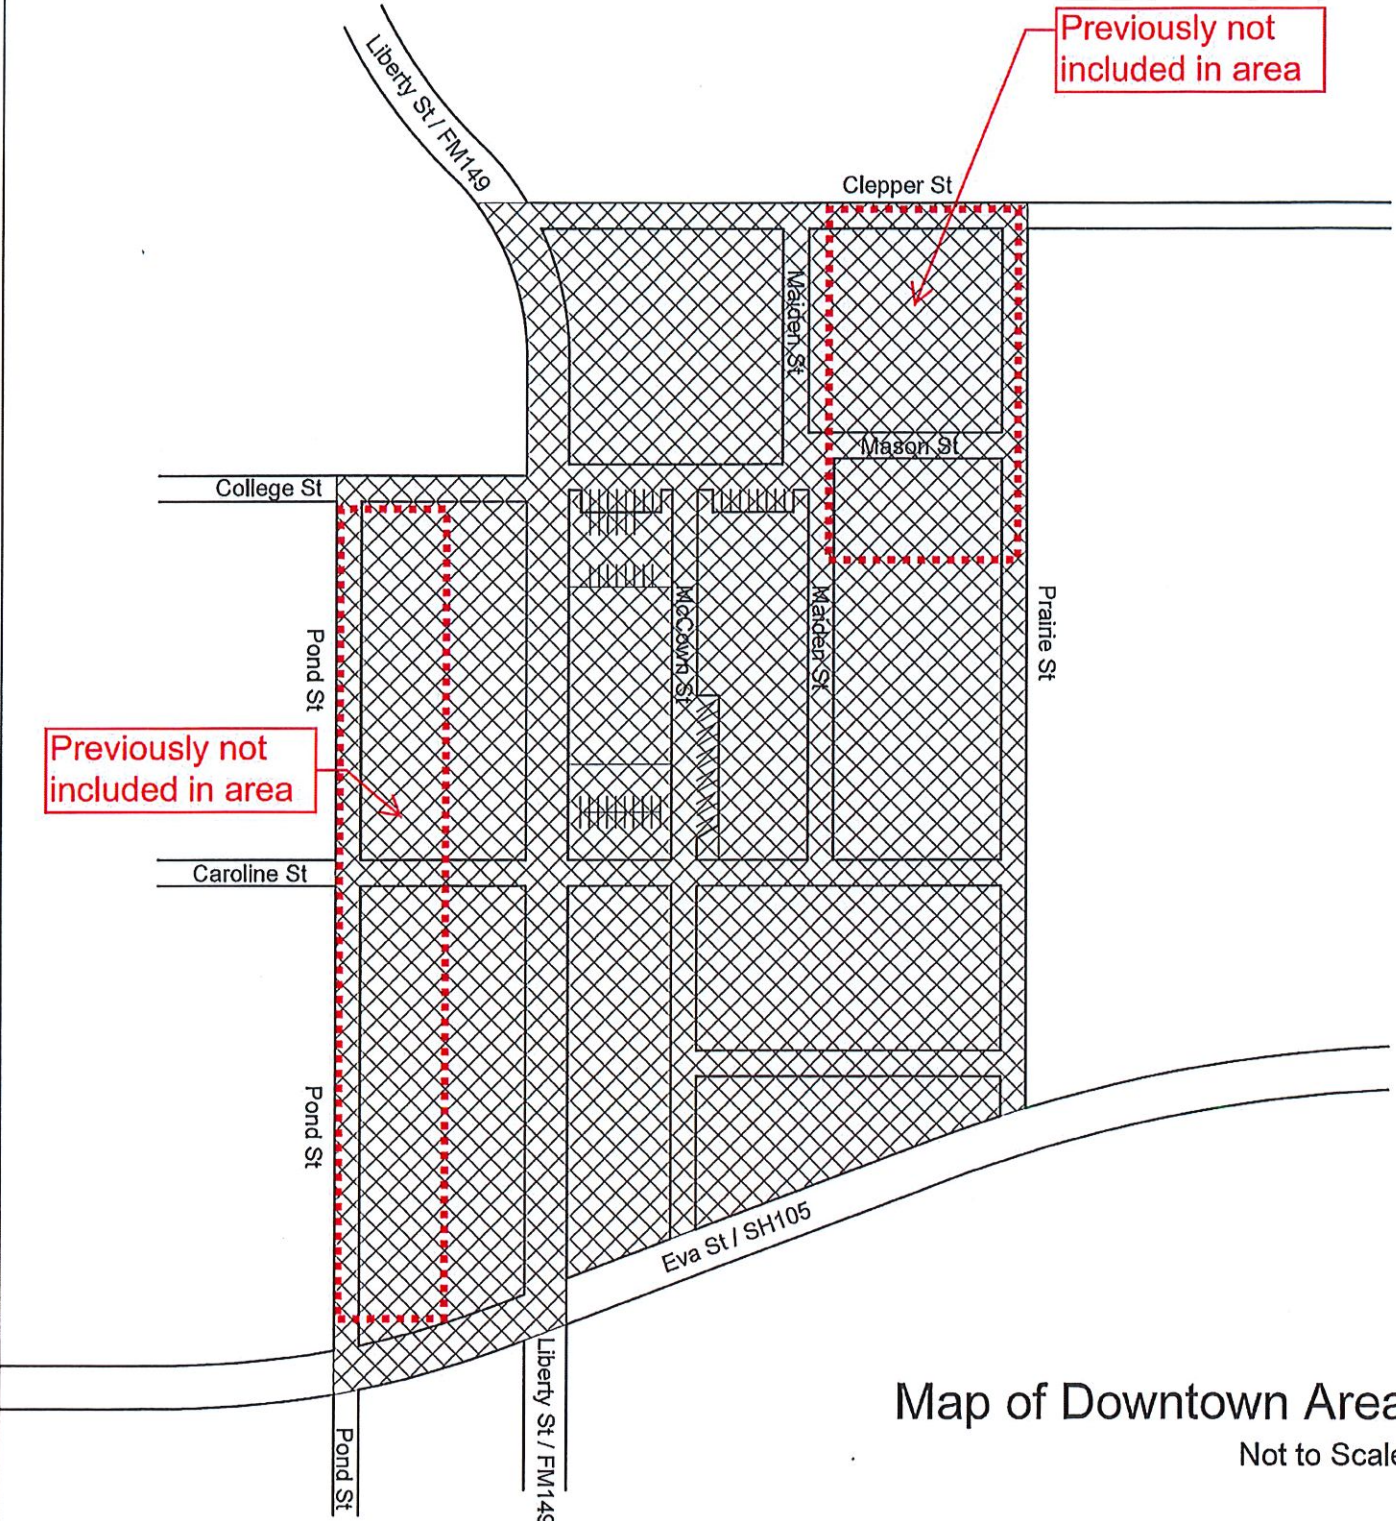 Previously not
included in area
Liberty St / FM149
Clepper St
Maiden St
Mason St
College St
McCown St
Maiden St
Prairie St
Pond St
Previously not
included in area
Caroline St
Pond St
Eva St / SH105
Liberty St / FM149
Pond St
Map of Downtown Area
Not to Scale